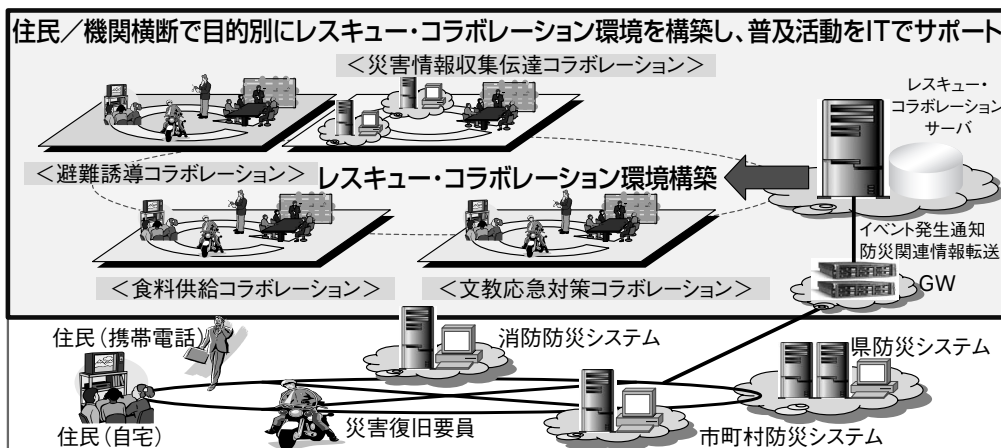 住民／機関横断で目的別にレスキュー・コラボレーション環境を構築し、普及活動をITでサポート
＜災害情報収集伝達コラボレーション＞
レスキュー・
コラボレーション
サーバ
＜避難誘導コラボレーション＞
レスキュー・コラボレーション環境構築
イベント発生通知
防災関連情報転送
＜食料供給コラボレーション＞
＜文教応急対策コラボレーション＞
GW
住民（携帯電話）
消防防災システム
県防災システム
住民（自宅）
災害復旧要員
市町村防災システム